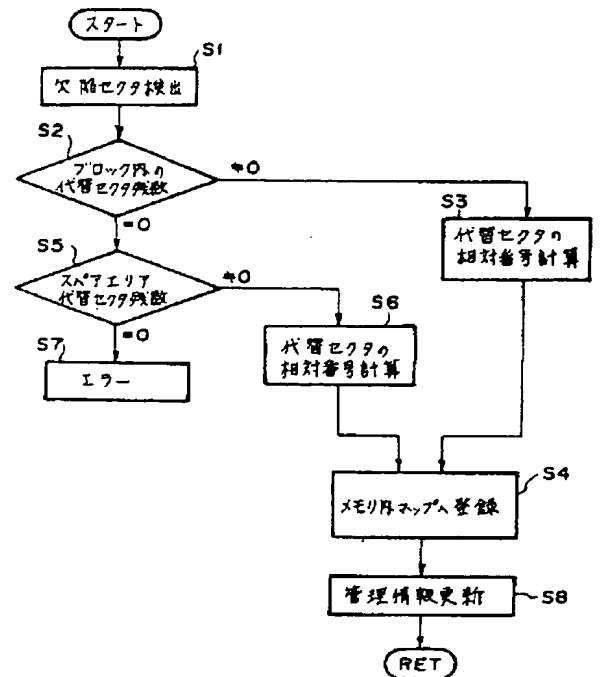 スタート
S1
欠陥セクタ検出
S2
ブロック内の
代替セクタ残数
≠0
=0
S3
代替セクタの
相対番号計算
S5
スペアエリア
代替セクタ残数
≠0
=0
S6
代替セクタの
相対番号計算
S7
エラー
S4
メモリ内マップへ登録
管理情報更新
S8
RET